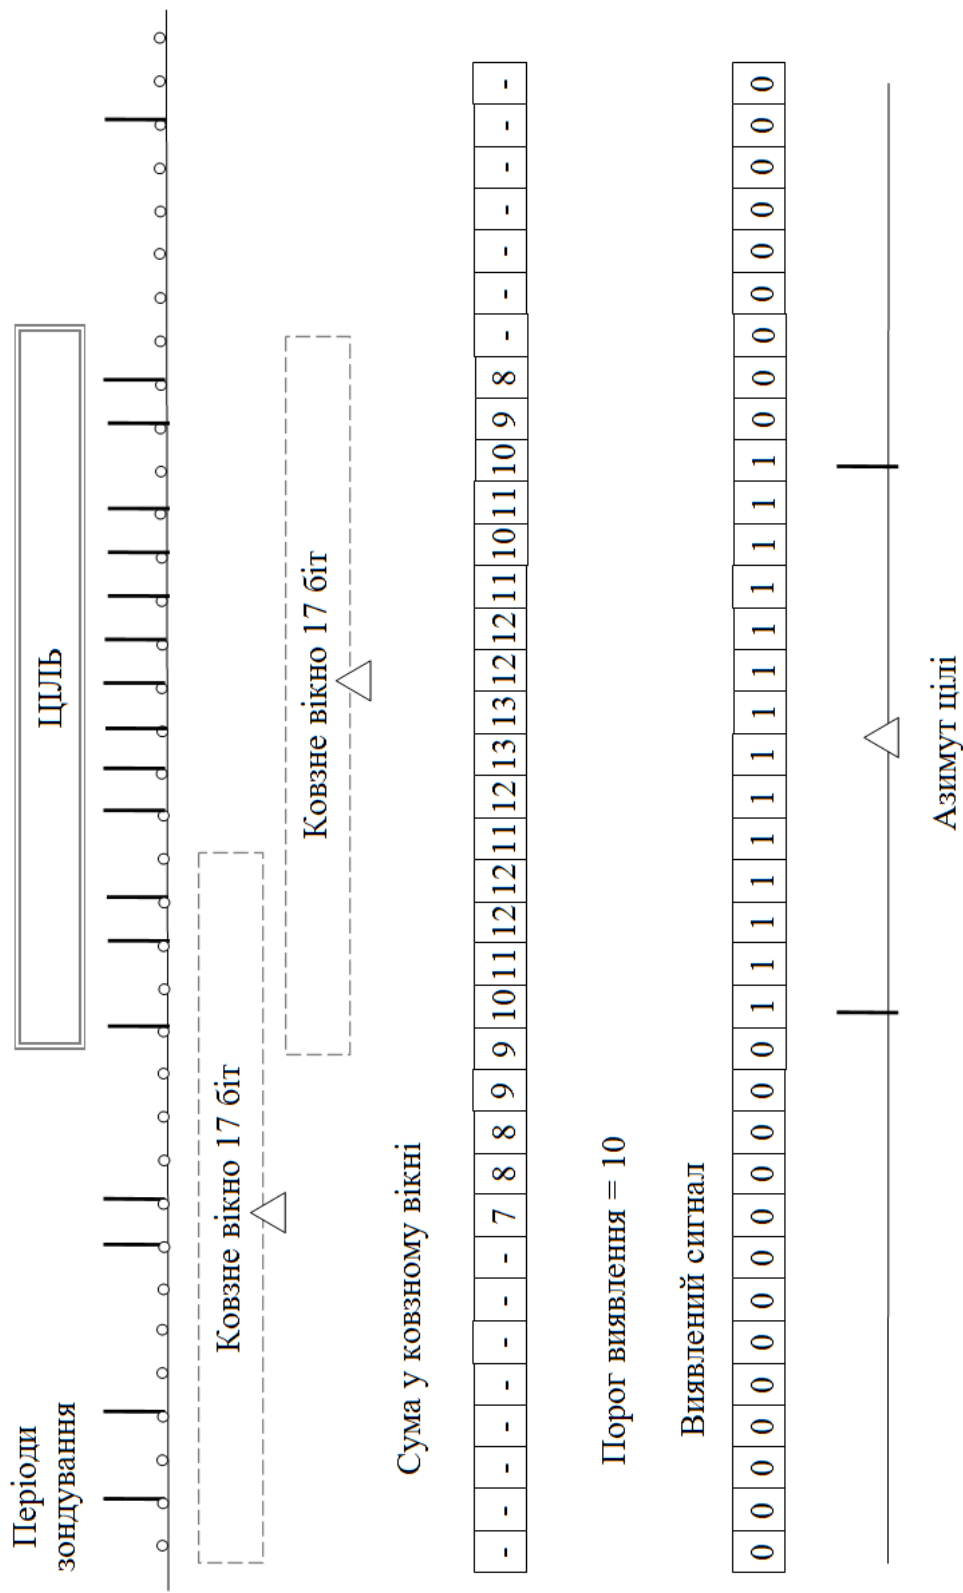 Періоди
зондування
ЦІЛЬ
Ковзне вікно 17 біт
Ковзне вікно 17 біт
Сума у ковзному вікні
- - - - - - - - 7 8 8 9 9 10 11 12 12 11 12 13 13 12 12 11 10 11 10 9 8 - - - - - - -
Порог виявлення = 10
Виявлений сигнал
0 0 0 0 0 0 0 0 0 0 0 0 0 1 1 1 1 1 1 1 1 1 1 1 1 1 1 0 0 0 0 0 0 0 0 0
Азимут цілі